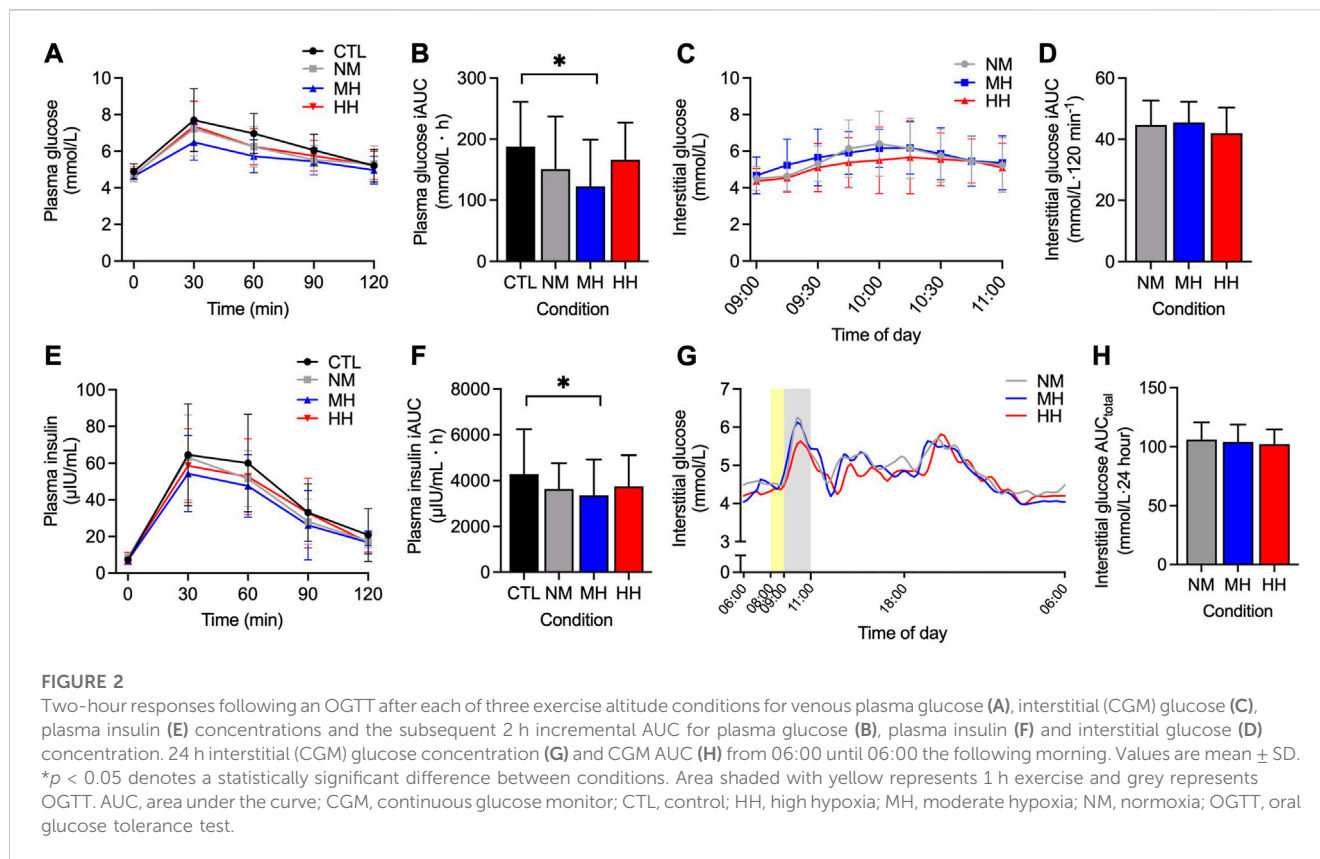 A
CTL
NM
MH
HH
Plasma glucose
(mmol/L)
10
8
6
4
2
0
0 30 60 90 120
Time (min)
B
*
Plasma glucose iAUC
(mmol/L · h)
300
200
100
0
CTL NM MH HH
Condition
C
NM
MH
HH
Interstitial glucose
(mmol/L)
10
8
6
4
2
0
09:00 09:30 10:00 10:30 11:00
Time of day
D
Interstitial glucose iAUC
(mmol/L·120 min⁻¹)
60
40
20
0
NM MH HH
Condition
E
CTL
NM
MH
HH
Plasma insulin
(µIU/mL)
100
80
60
40
20
0
0 30 60 90 120
Time (min)
F
*
Plasma insulin iAUC
(µIU/mL · h)
8000
6000
4000
2000
0
CTL NM MH HH
Condition
G
NM
MH
HH
Interstitial glucose
(mmol/L)
7
6
5
4
3
0
06:00 08:00 09:00 11:00 18:00 06:00
Time of day
H
Interstitial glucose AUCtotal
(mmol/L·24 hour)
150
100
50
0
NM MH HH
Condition
FIGURE 2
Two-hour responses following an OGTT after each of three exercise altitude conditions for venous plasma glucose (A), interstitial (CGM) glucose (C),
plasma insulin (E) concentrations and the subsequent 2 h incremental AUC for plasma glucose (B), plasma insulin (F) and interstitial glucose (D)
concentration. 24 h interstitial (CGM) glucose concentration (G) and CGM AUC (H) from 06:00 until 06:00 the following morning. Values are mean ± SD.
*p < 0.05 denotes a statistically significant difference between conditions. Area shaded with yellow represents 1 h exercise and grey represents
OGTT. AUC, area under the curve; CGM, continuous glucose monitor; CTL, control; HH, high hypoxia; MH, moderate hypoxia; NM, normoxia; OGTT, oral
glucose tolerance test.